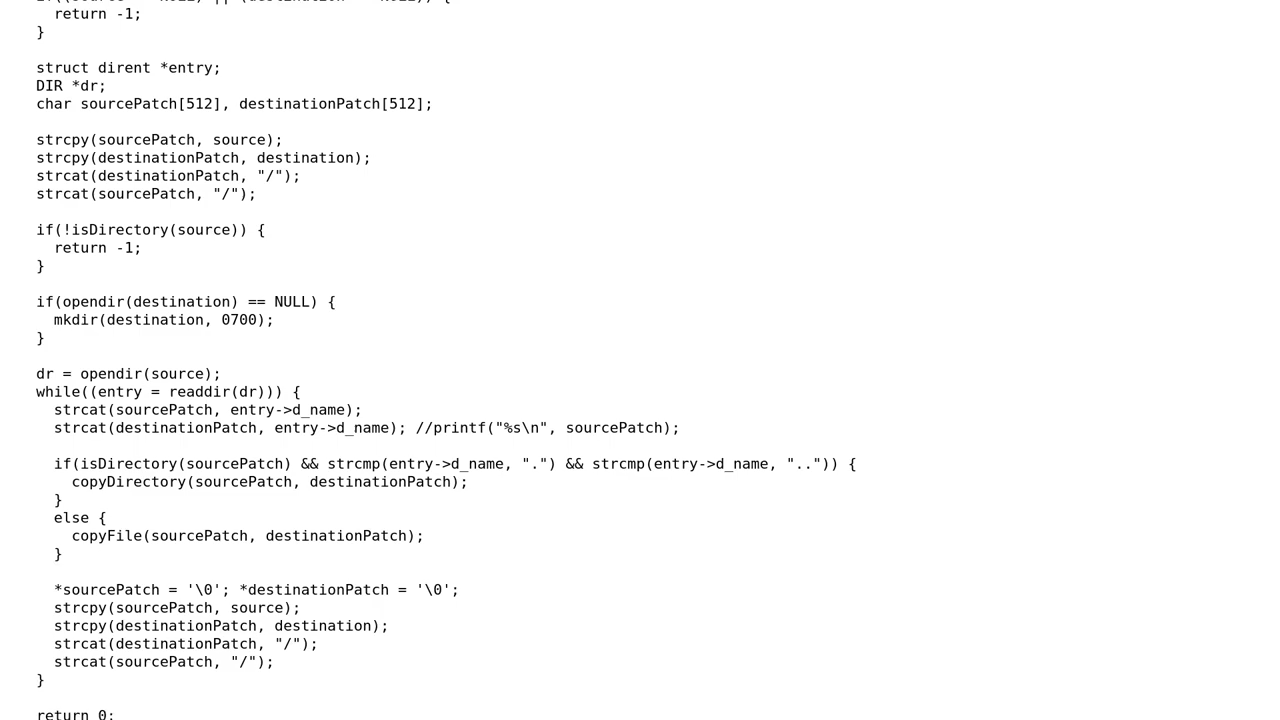 return -1;
}
struct dirent *entry;
DIR *dr;
char sourcePatch[512], destinationPatch[512];
strcpy(sourcePatch, source);
strcpy(destinationPatch, destination);
strcat(destinationPatch, "/");
strcat(sourcePatch, "/");
if(!isDirectory(source)) {
return -1;
}
if(opendir(destination) == NULL) {
mkdir(destination, 0700);
}
dr = opendir(source);
while((entry = readdir(dr))) {
strcat(sourcePatch, entry->d_name);
strcat(destinationPatch, entry->d_name); //printf("%s\n", sourcePatch);
if(isDirectory(sourcePatch) && strcmp(entry->d_name, ".") && strcmp(entry->d_name, "..")) {
copyDirectory(sourcePatch, destinationPatch);
}
else {
copyFile(sourcePatch, destinationPatch);
}
*sourcePatch = '\0'; *destinationPatch = '\0';
strcpy(sourcePatch, source);
strcpy(destinationPatch, destination);
strcat(destinationPatch, "/");
strcat(sourcePatch, "/");
}
return 0;